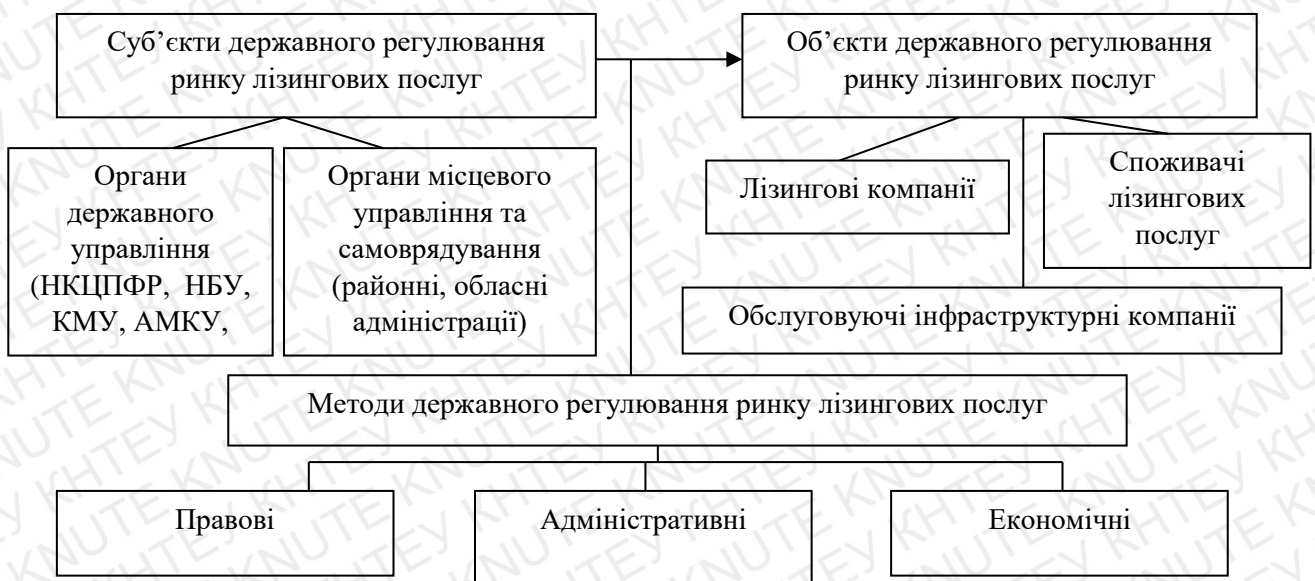 Суб’єкти державного регулювання
ринку лізингових послуг
Об’єкти державного регулювання
ринку лізингових послуг
Органи
державного
управління
(НКЦПФР, НБУ,
КМУ, АМКУ,
Органи місцевого
управління та
самоврядування
(районні, обласні
адміністрації)
Лізингові компанії
Споживачі
лізингових
послуг
Обслуговуючі інфраструктурні компанії
Методи державного регулювання ринку лізингових послуг
Правові
Адміністративні
Економічні